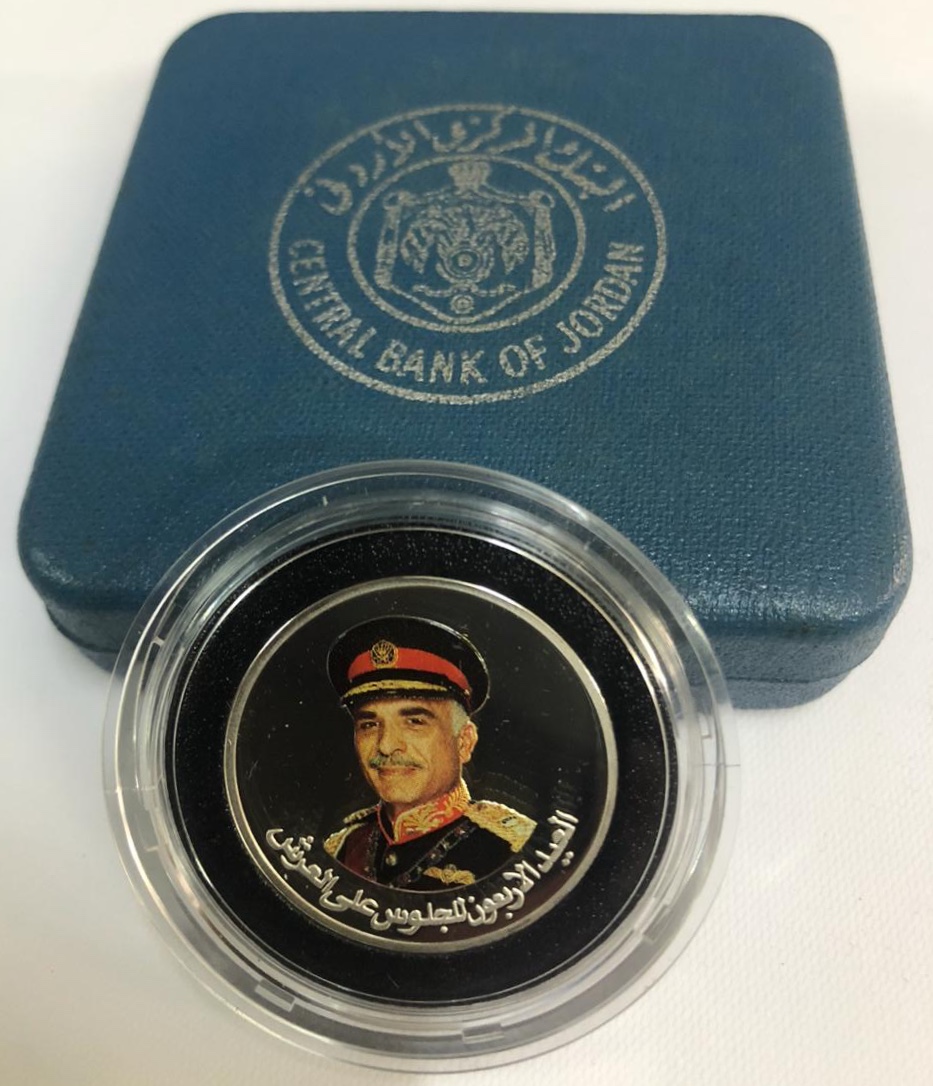 البنك المركزي الأردني
CENTRAL BANK OF JORDAN
العيد الاربعون للجلوس على العرش